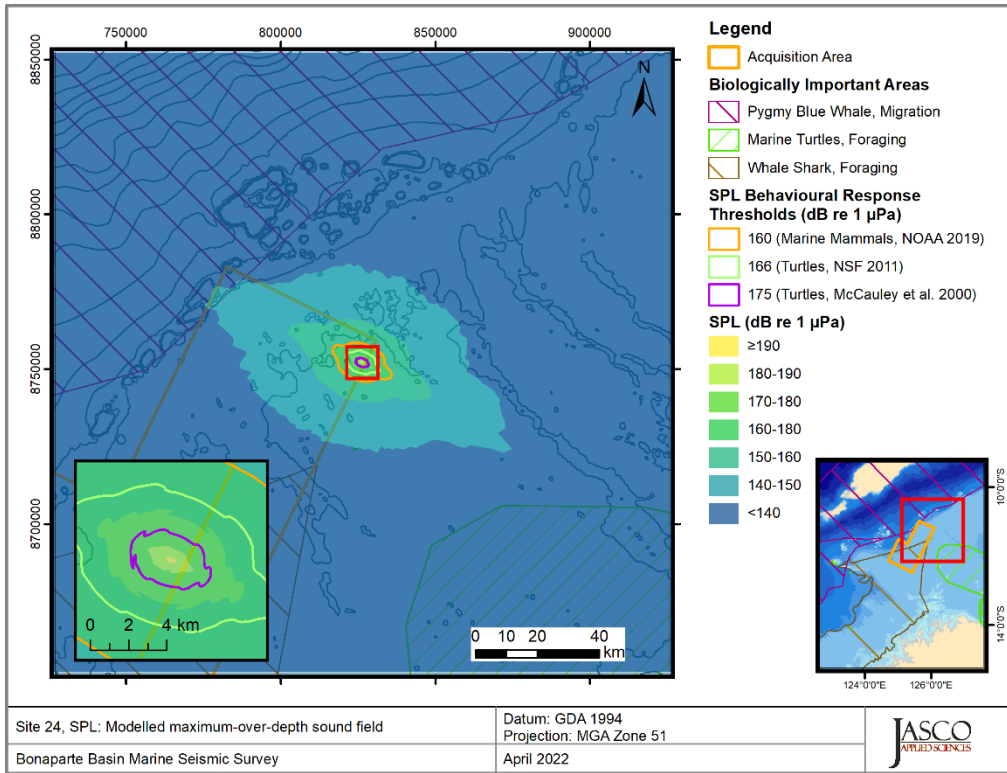 750000 800000 850000 900000
8850000
8800000
8750000
8700000
N
0 2 4 km
0 10 20 40
km
Legend
Acquisition Area
Biologically Important Areas
Pygmy Blue Whale, Migration
Marine Turtles, Foraging
Whale Shark, Foraging
SPL Behavioural Response
Thresholds (dB re 1 µPa)
160 (Marine Mammals, NOAA 2019)
166 (Turtles, NSF 2011)
175 (Turtles, McCauley et al. 2000)
SPL (dB re 1 µPa)
≥190
180-190
170-180
160-180
150-160
140-150
<140
10°0'0"S
14°0'0"S
124°0'0"E 126°0'0"E
Site 24, SPL: Modelled maximum-over-depth sound field
Datum: GDA 1994
Projection: MGA Zone 51
Bonaparte Basin Marine Seismic Survey
April 2022
JASCO
APPLIED SCIENCES